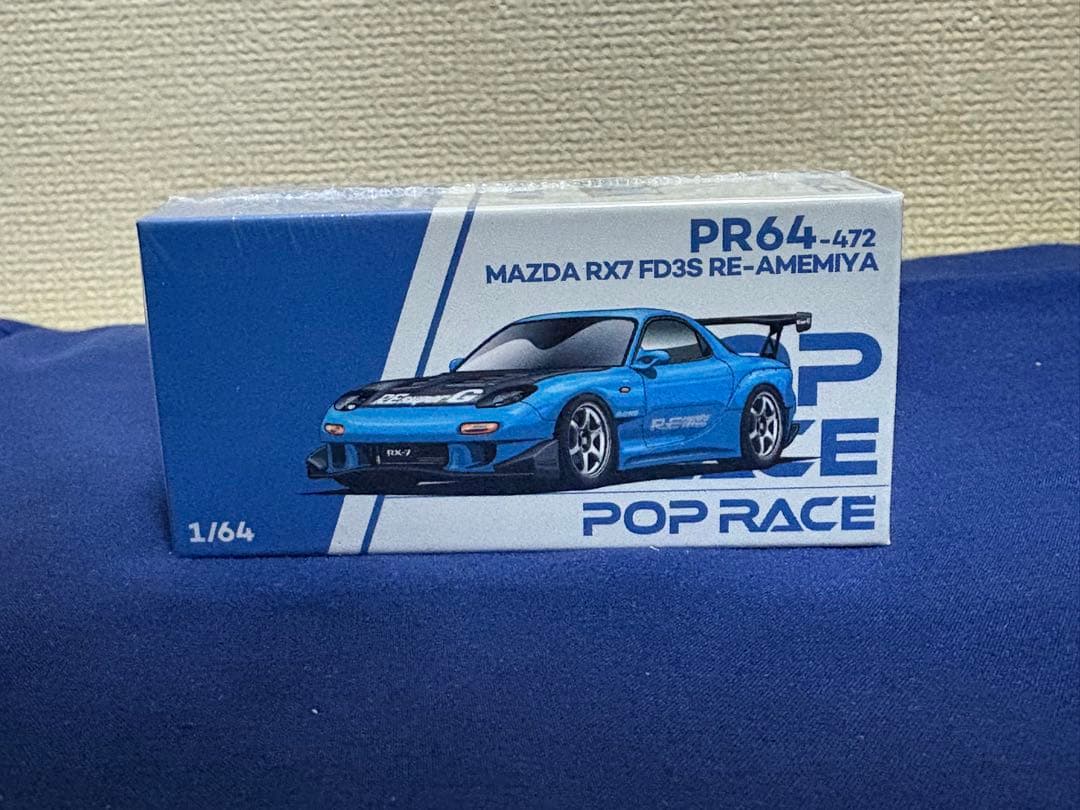 PR64-472
MAZDA RX7 FD3S RE-AMEMIYA
RX-7
POP RACE
1/64